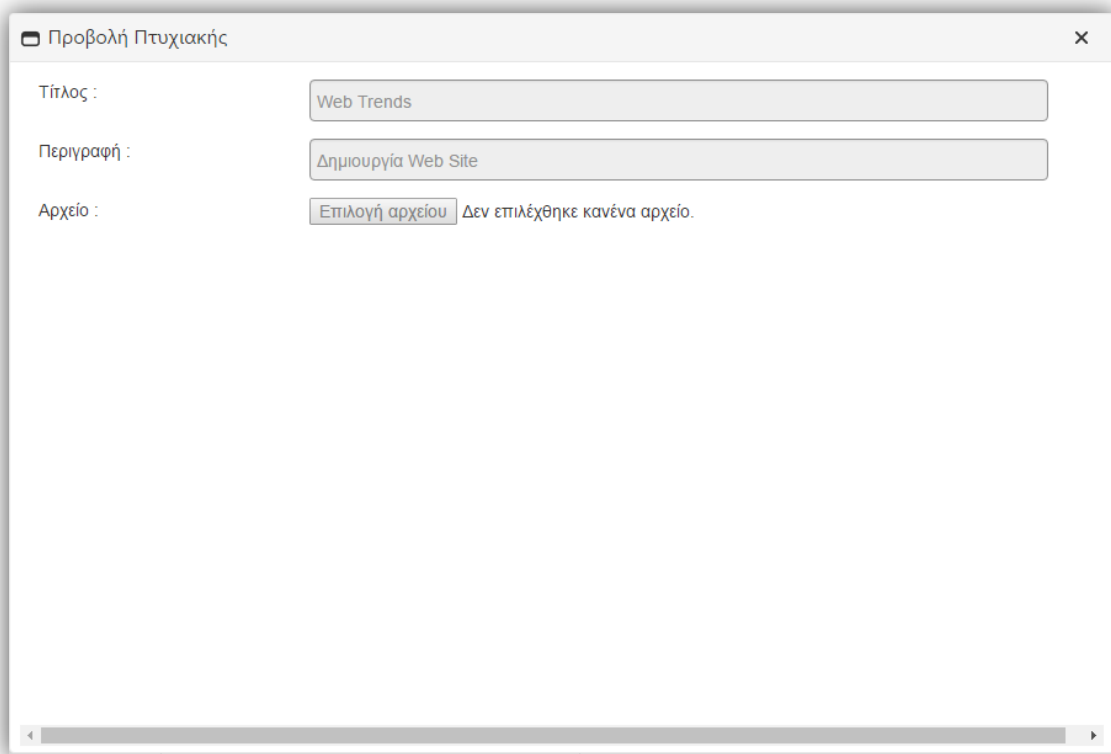 Προβολή Πτυχιακής
Τίτλος : Web Trends
Περιγραφή : Δημιουργία Web Site
Αρχείο : Επιλογή αρχείου Δεν επιλέχθηκε κανένα αρχείο.